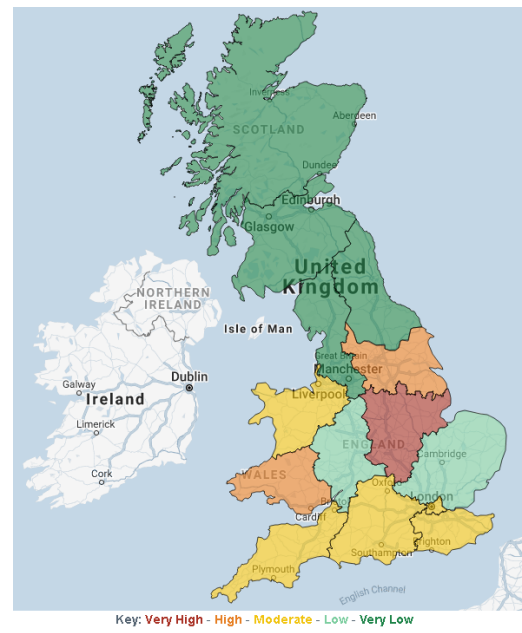 Inverness
Aberdeen
SCOTLAND
Dundee
Edinburgh
Glasgow
United
Kingdom
NORTHERN
IRELAND
Isle of Man
Great Britain
Manchester
Dublin
Galway
Ireland
Liverpool
Limerick
ENGLAND
Cambridge
Cork
WALES
Oxf
London
Bristol
Cardiff
Brighton
Southampton
Plymouth
English Channel
Key: Very High - High - Moderate - Low - Very Low